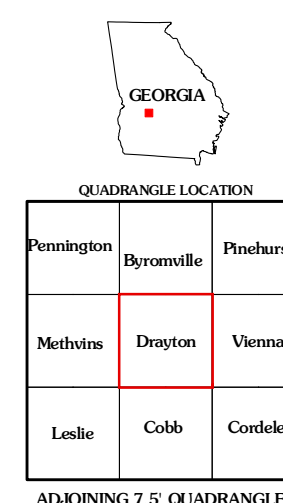 GEORGIA
QUADRANGLE LOCATION
Pennington Byromville Pinehurs
Methvins Drayton Vienna
Leslie Cobb Cordele
ADJOINING 7.5' QUADRANGLE